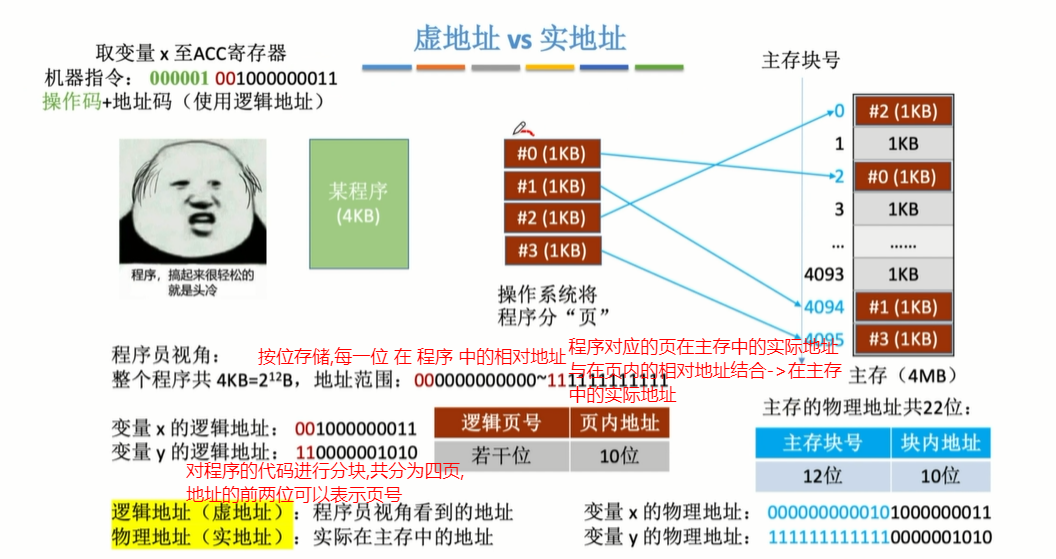 虚地址 vs 实地址
取变量 x 至ACC寄存器
机器指令： 000001 001000000011
操作码+地址码（使用逻辑地址）
程序，搞起来很轻松的
就是头冷
某程序
(4KB)
#0 (1KB)
#1 (1KB)
#2 (1KB)
#3 (1KB)
操作系统将
程序分“页”
主存块号
0 #2 (1KB)
1 1KB
2 #0 (1KB)
3 1KB
... ......
4093 1KB
4094 #1 (1KB)
4095 #3 (1KB)
主存（4MB）
程序员视角：
按位存储,每一位 在 程序 中的相对地址
程序对应的页在主存中的实际地址
与在页内的相对地址结合->在主存
中的实际地址
整个程序共 4KB=2¹²B，地址范围：000000000000~111111111111
变量 x 的逻辑地址： 001000000011
变量 y 的逻辑地址： 110000001010
逻辑页号 页内地址
若干位 10位
对程序的代码进行分块,共分为四页,
地址的前两位可以表示页号
主存的物理地址共22位：
主存块号 块内地址
12位 10位
逻辑地址（虚地址）：程序员视角看到的地址
物理地址（实地址）：实际在主存中的地址
变量 x 的物理地址： 0000000000101000000011
变量 y 的物理地址： 1111111111110000001010